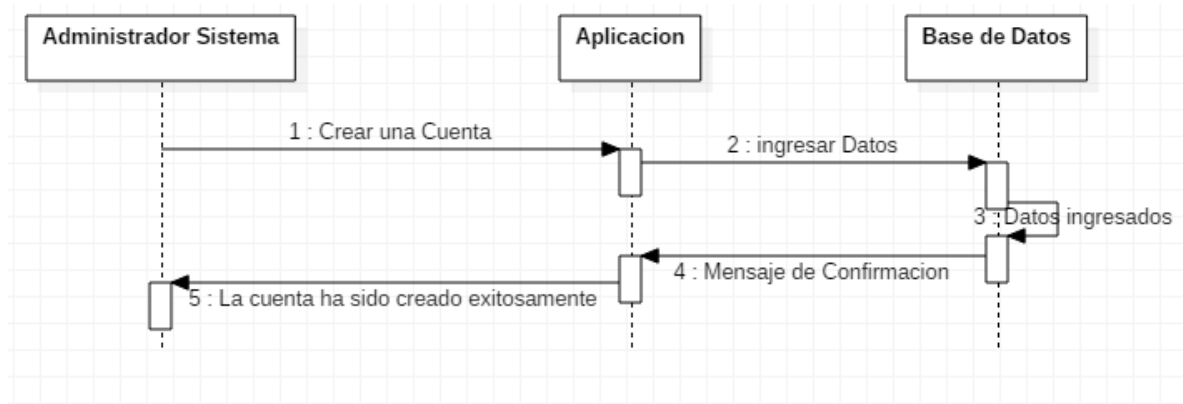 Administrador Sistema
Aplicacion
Base de Datos
1 : Crear una Cuenta
2 : ingresar Datos
3 : Datos ingresados
4 : Mensaje de Confirmacion
5 : La cuenta ha sido creado exitosamente